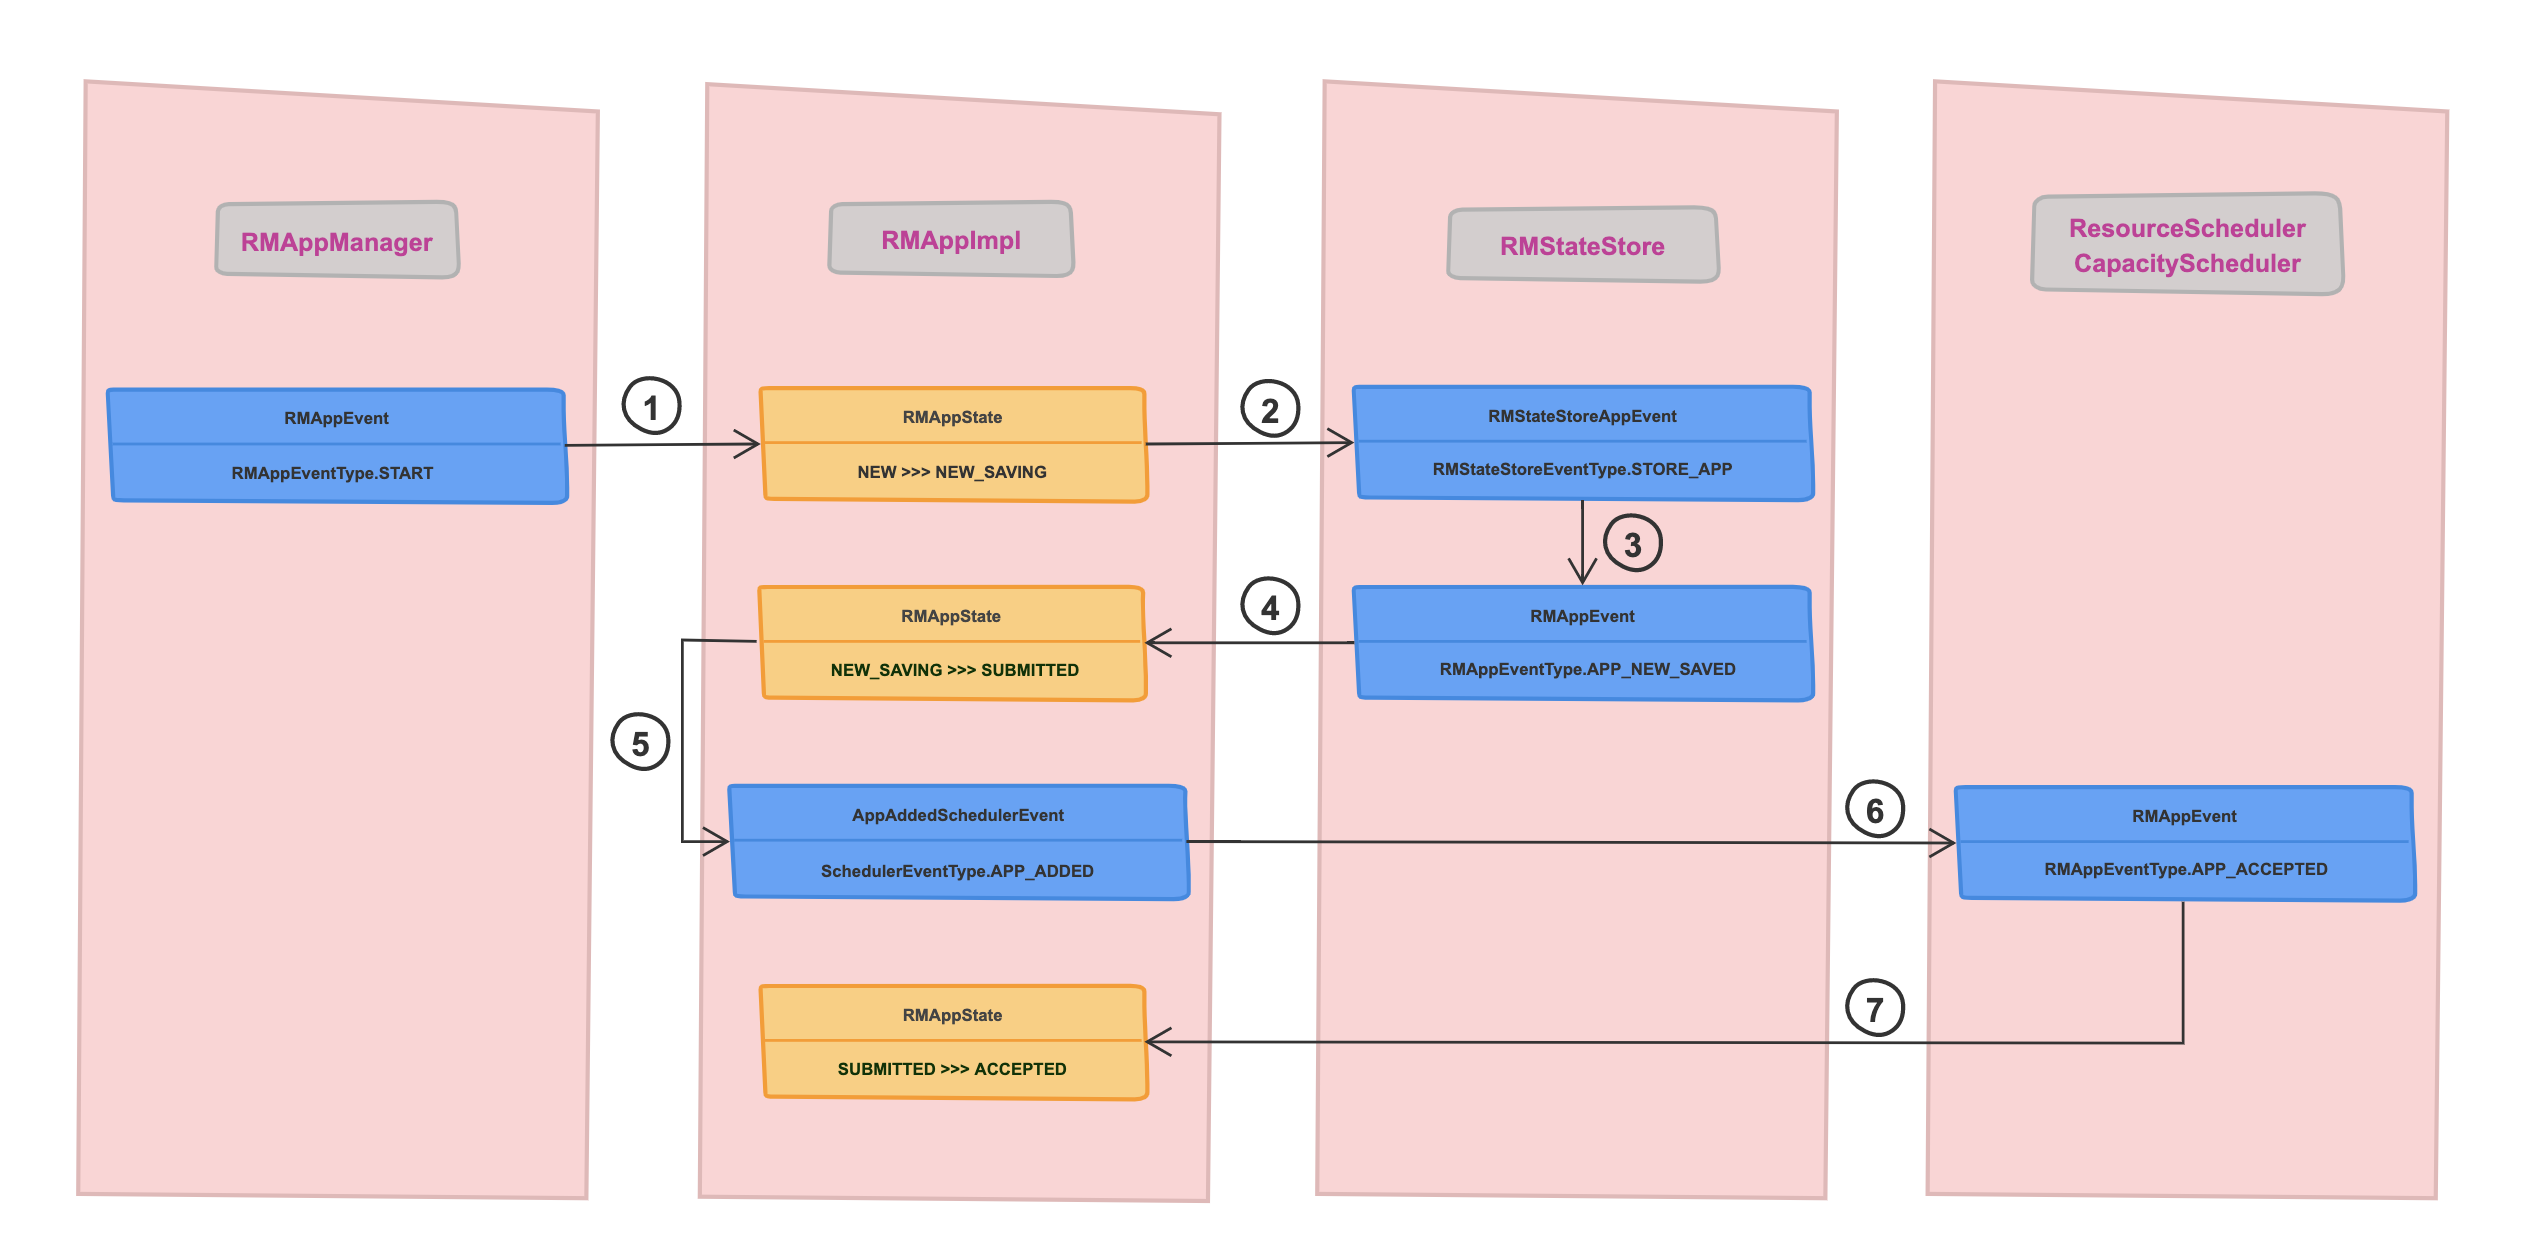 RMAppManager
RMAppImpl
RMStateStore
ResourceScheduler
CapacityScheduler
RMAppEvent
RMAppEventType.START
1
RMAppState
NEW >>> NEW_SAVING
2
RMStateStoreAppEvent
RMStateStoreEventType.STORE_APP
3
RMAppEvent
RMAppEventType.APP_NEW_SAVED
4
RMAppState
NEW_SAVING >>> SUBMITTED
5
AppAddedSchedulerEvent
SchedulerEventType.APP_ADDED
6
RMAppEvent
RMAppEventType.APP_ACCEPTED
7
RMAppState
SUBMITTED >>> ACCEPTED